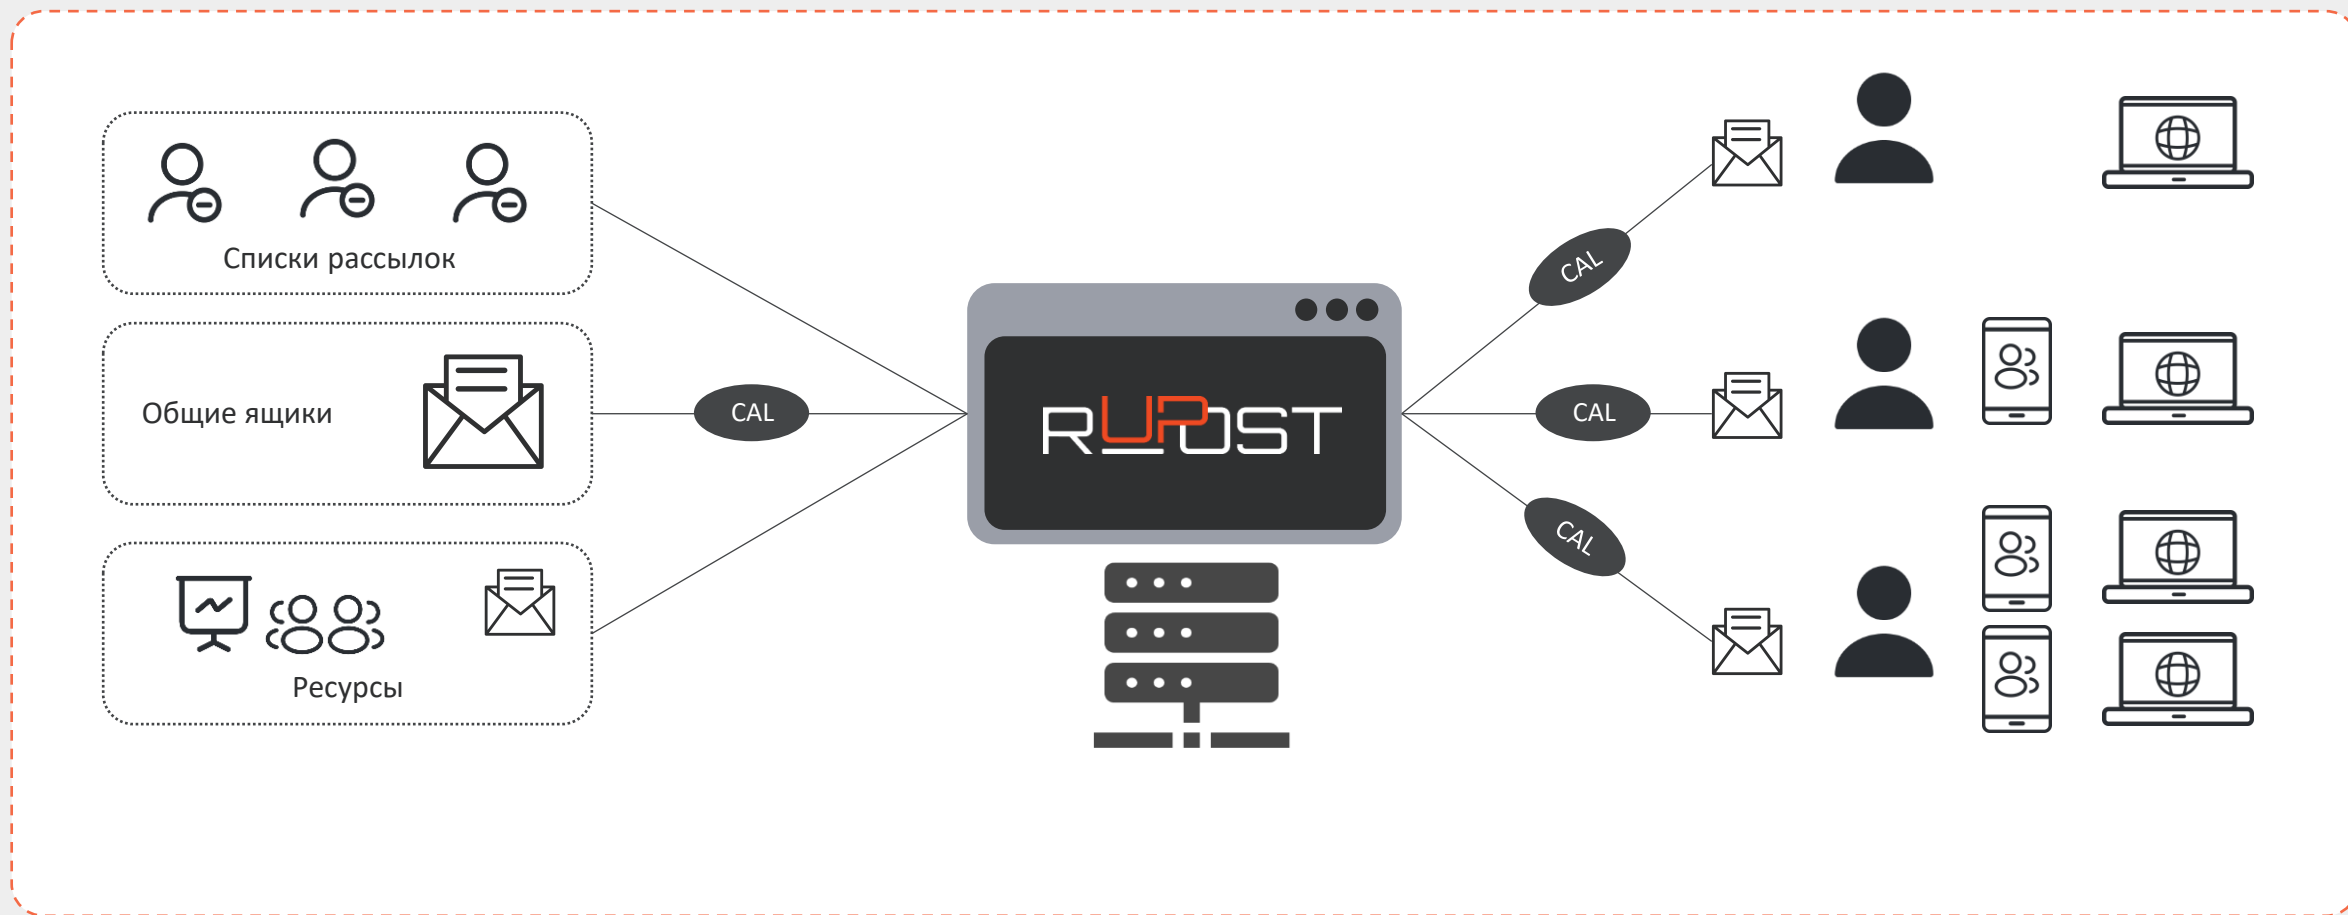 Списки рассылок
Общие ящики
CAL
Ресурсы
RUPOST
CAL
CAL
CAL